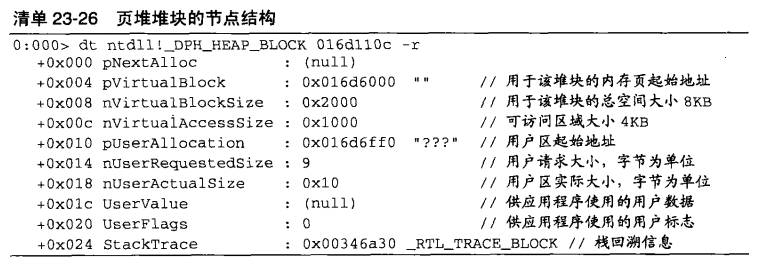 清单 23-26 页堆堆块的节点结构
0:000> dt ntdll!_DPH_HEAP_BLOCK 016d110c -r
+0x000 pNextAlloc : (null)
+0x004 pVirtualBlock : 0x016d6000 "" // 用于该堆块的内存页起始地址
+0x008 nVirtualBlockSize : 0x2000 // 用于该堆块的总空间大小 8KB
+0x00c nVirtualAccessSize : 0x1000 // 可访问区域大小 4KB
+0x010 pUserAllocation : 0x016d6ff0 "???" // 用户区起始地址
+0x014 nUserRequestedSize : 9 // 用户请求大小，字节为单位
+0x018 nUserActualSize : 0x10 // 用户区实际大小，字节为单位
+0x01c UserValue : (null) // 供应用程序使用的用户数据
+0x020 UserFlags : 0 // 供应用程序使用的用户标志
+0x024 StackTrace : 0x00346a30 _RTL_TRACE_BLOCK // 栈回溯信息